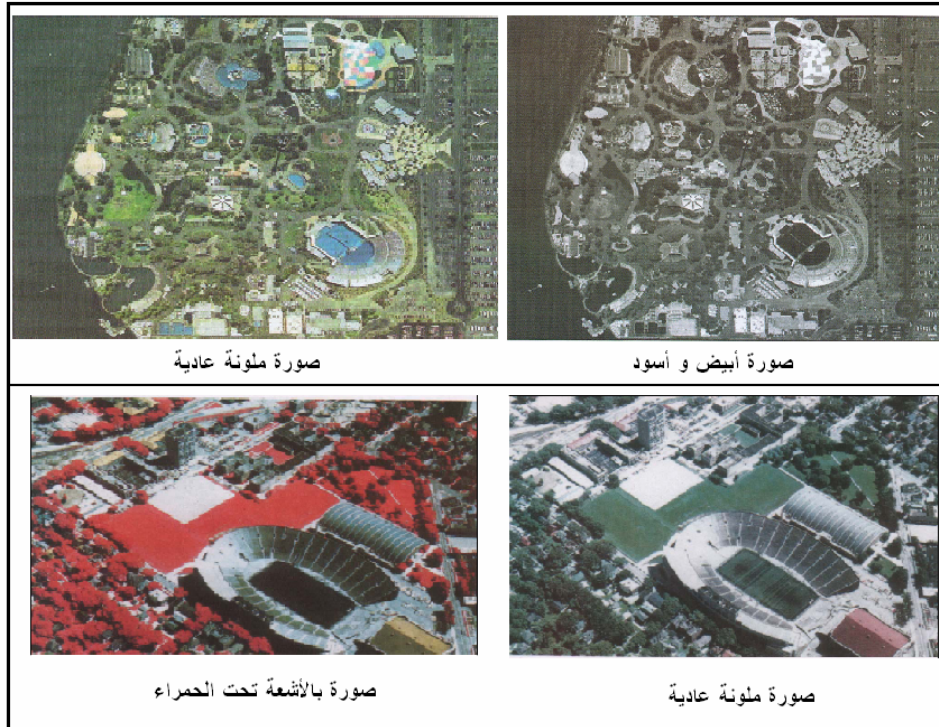 صورة أبيض و أسود
صورة ملونة عادية
صورة ملونة عادية
صورة بالأشعة تحت الحمراء